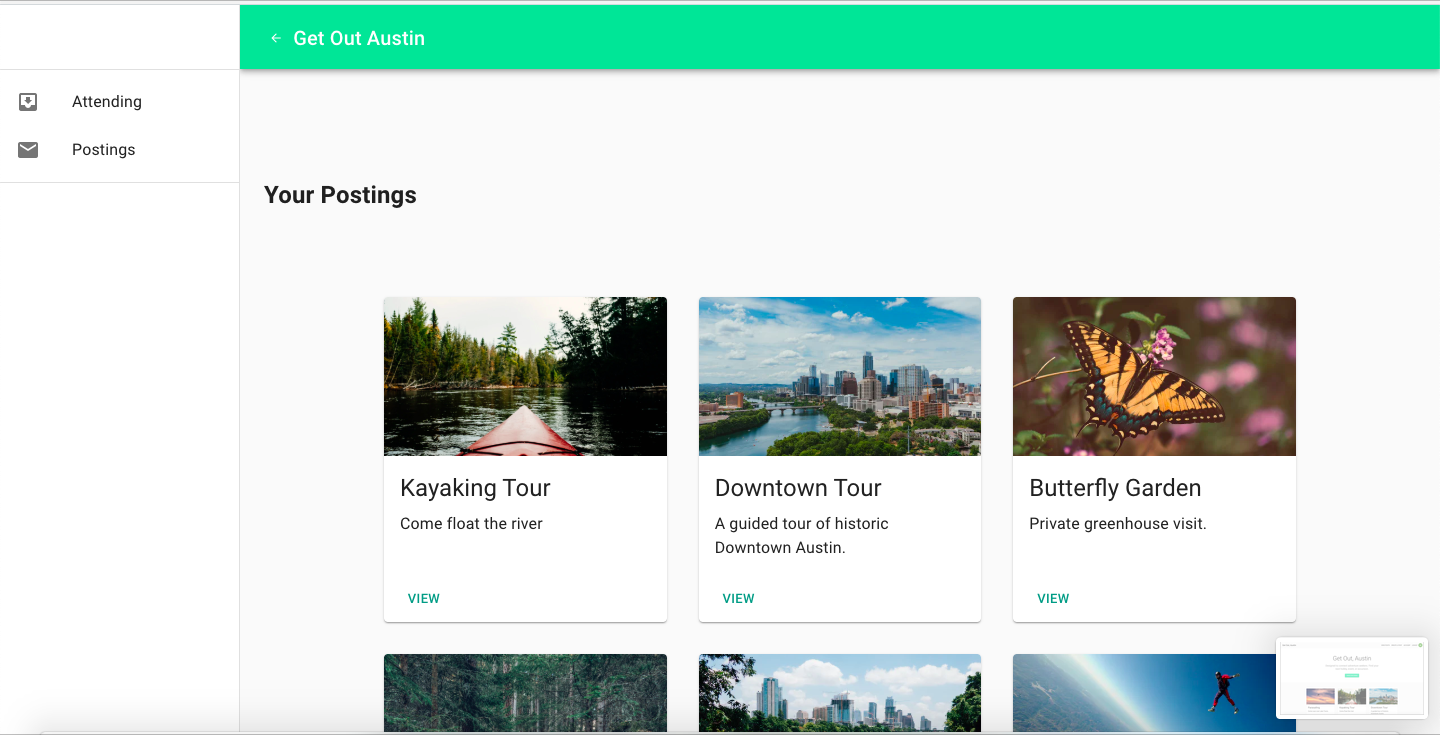 Get Out Austin
Attending
Postings
Your Postings
Kayaking Tour
Come float the river
VIEW
Downtown Tour
A guided tour of historic
Downtown Austin.
VIEW
Butterfly Garden
Private greenhouse visit.
VIEW
Get Out, Austin